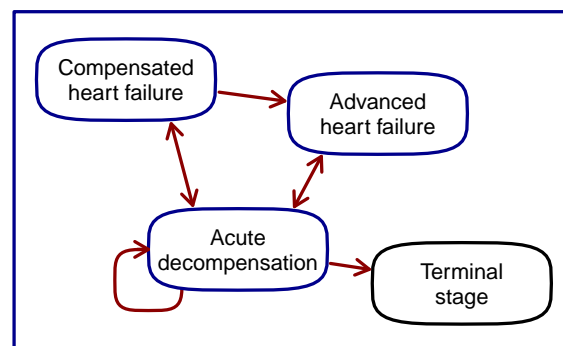 Compensated
heart failure
Advanced
heart failure
Acute
decompensation
Terminal
stage